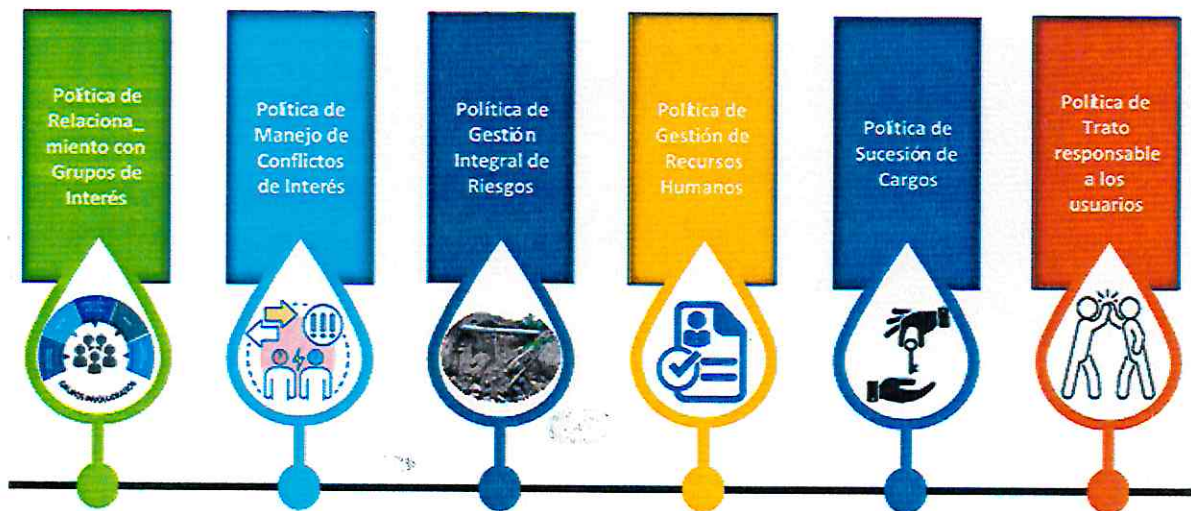 Política de
Relaciona_
miento con
Grupos de
Interés
Política de
Manejo de
Conflictos
de Interés
Política de
Gestión
Integral de
Riesgos
Política de
Gestión de
Recursos
Humanos
Política de
Sucesión de
Cargos
Política de
Trato
responsable
a los
usuarios
GRUPOS INVOLUCRADOS
!!!